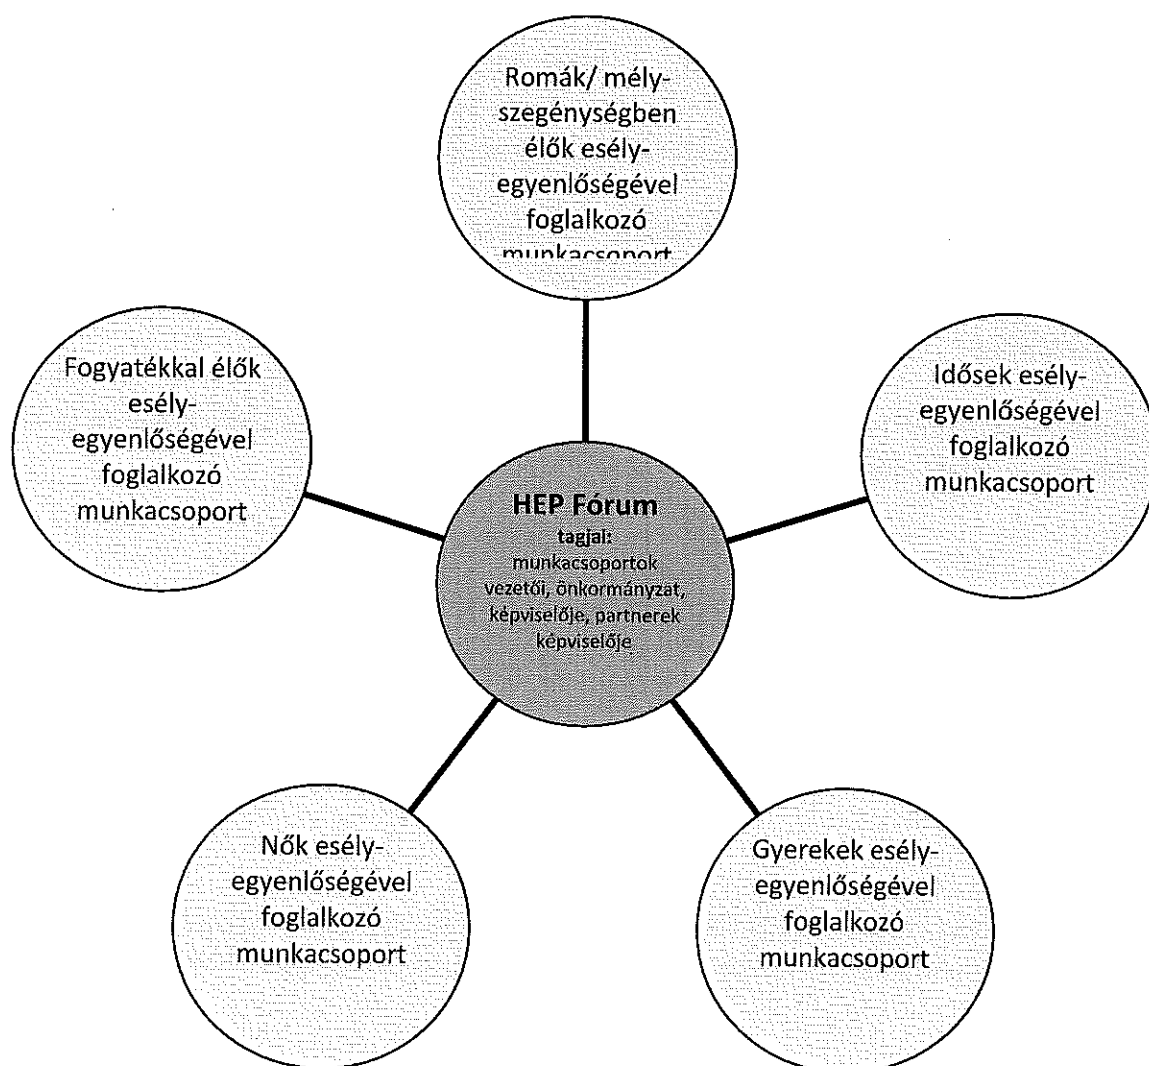 Romák/ mély-
szegénységben
élők esély-
egyenlőségével
foglalkozó
munkacsoport
Fogyatékkal élők
esély-
egyenlőségével
foglalkozó
munkacsoport
Idősek esély-
egyenlőségével
foglalkozó
munkacsoport
HEP Fórum
tagjai:
munkacsoportok
vezetői, önkormányzat,
képviselője, partnerek
képviselője
Nők esély-
egyenlőségével
foglalkozó
munkacsoport
Gyerekek esély-
egyenlőségével
foglalkozó
munkacsoport